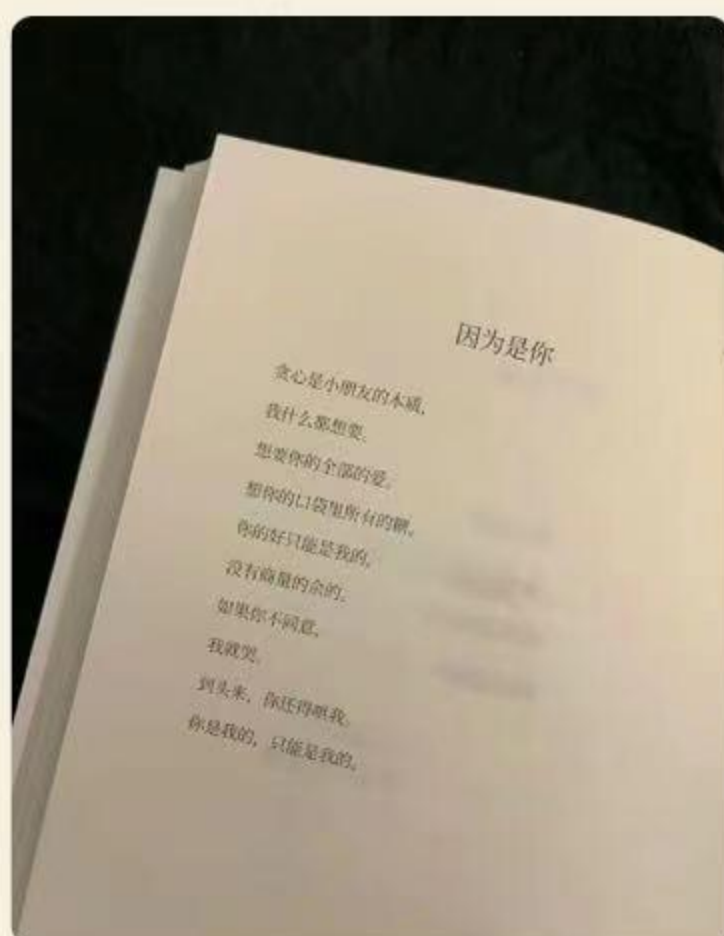 因为是你
贪心是小朋友的本质，
我什么都想要。
想要你的全部的爱。
想你的口袋里所有的糖。
你的好只能是我的。
没有商量的余的。
如果你不同意，
我就哭。
到头来，你还得哄我。
你是我的，只能是我的。